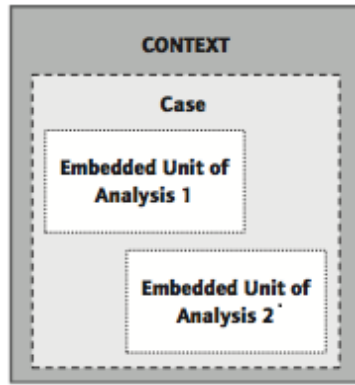 CONTEXT
Case
Embedded Unit of
Analysis 1
Embedded Unit of
Analysis 2